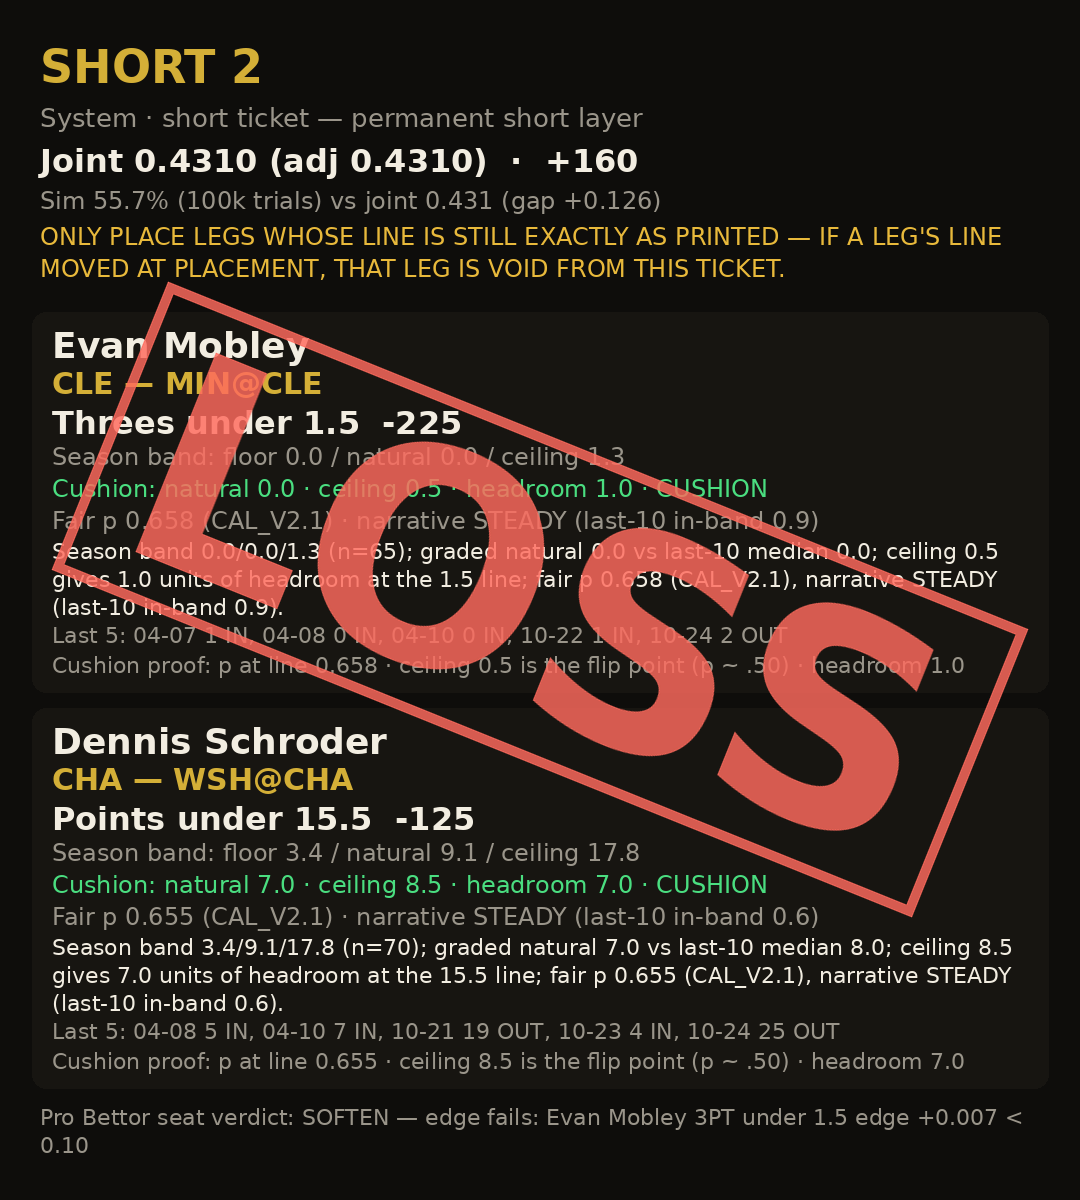 SHORT 2
System · short ticket — permanent short layer
Joint 0.4310 (adj 0.4310)  ·  +160
Sim 55.7% (100k trials) vs joint 0.431 (gap +0.126)
ONLY PLACE LEGS WHOSE LINE IS STILL EXACTLY AS PRINTED — IF A LEG'S LINE
MOVED AT PLACEMENT, THAT LEG IS VOID FROM THIS TICKET.
Evan Mobley
CLE — MIN@CLE
Threes under 1.5  -225
Season band: floor 0.0 / natural 0.0 / ceiling 1.3
Cushion: natural 0.0 · ceiling 0.5 · headroom 1.0 · CUSHION
Fair p 0.658 (CAL_V2.1) · narrative STEADY (last-10 in-band 0.9)
Season band 0.0/0.0/1.3 (n=65); graded natural 0.0 vs last-10 median 0.0; ceiling 0.5
gives 1.0 units of headroom at the 1.5 line; fair p 0.658 (CAL_V2.1), narrative STEADY
(last-10 in-band 0.9).
Last 5: 04-07 1 IN, 04-08 0 IN, 04-10 0 IN, 10-22 1 IN, 10-24 2 OUT
Cushion proof: p at line 0.658 · ceiling 0.5 is the flip point (p ~ .50) · headroom 1.0
LOSS
Dennis Schroder
CHA — WSH@CHA
Points under 15.5  -125
Season band: floor 3.4 / natural 9.1 / ceiling 17.8
Cushion: natural 7.0 · ceiling 8.5 · headroom 7.0 · CUSHION
Fair p 0.655 (CAL_V2.1) · narrative STEADY (last-10 in-band 0.6)
Season band 3.4/9.1/17.8 (n=70); graded natural 7.0 vs last-10 median 8.0; ceiling 8.5
gives 7.0 units of headroom at the 15.5 line; fair p 0.655 (CAL_V2.1), narrative STEADY
(last-10 in-band 0.6).
Last 5: 04-08 5 IN, 04-10 7 IN, 10-21 19 OUT, 10-23 4 IN, 10-24 25 OUT
Cushion proof: p at line 0.655 · ceiling 8.5 is the flip point (p ~ .50) · headroom 7.0
Pro Bettor seat verdict: SOFTEN — edge fails: Evan Mobley 3PT under 1.5 edge +0.007 <
0.10